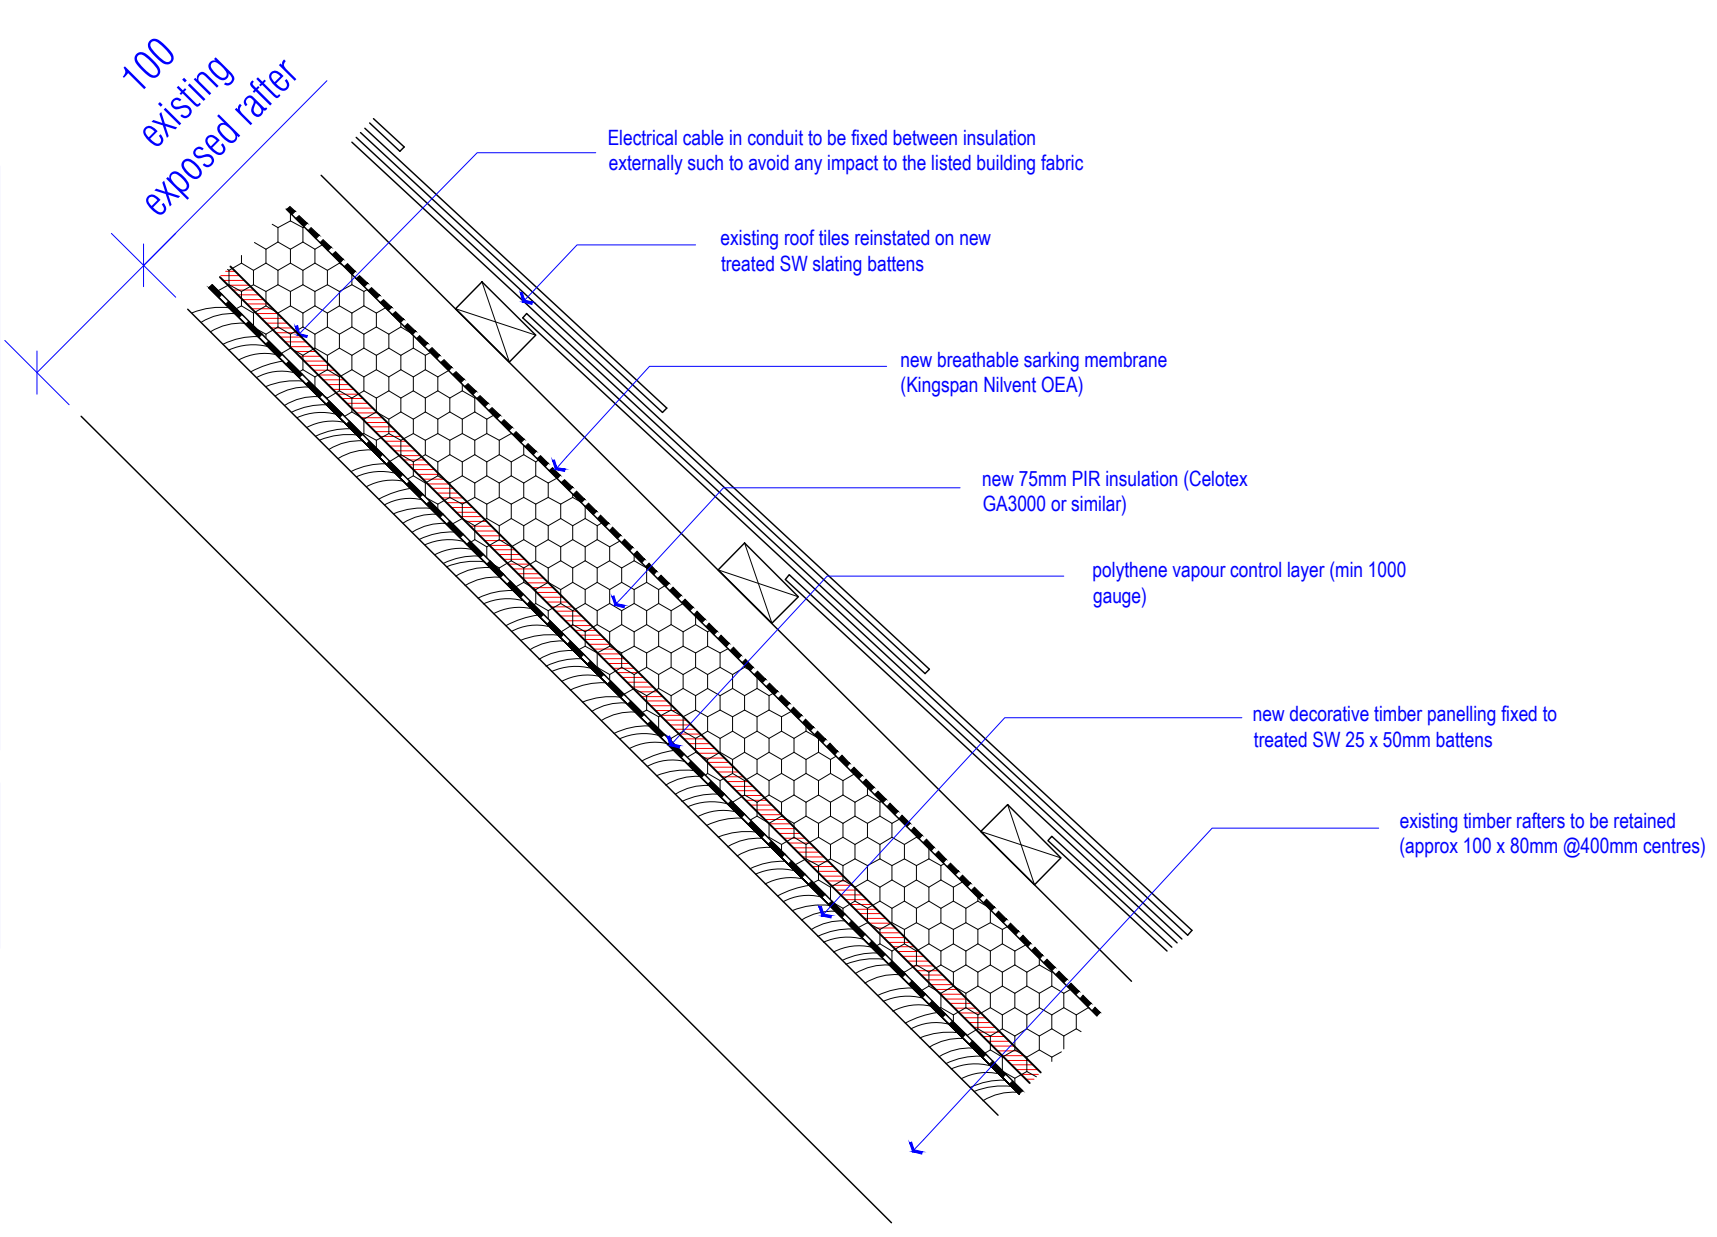 100
existing
exposed rafter
Electrical cable in conduit to be fixed between insulation
externally such to avoid any impact to the listed building fabric
existing roof tiles reinstated on new
treated SW slating battens
new breathable sarking membrane
(Kingspan Nilvent OEA)
new 75mm PIR insulation (Celotex
GA3000 or similar)
polythene vapour control layer (min 1000
gauge)
new decorative timber panelling fixed to
treated SW 25 x 50mm battens
existing timber rafters to be retained
(approx 100 x 80mm @400mm centres)